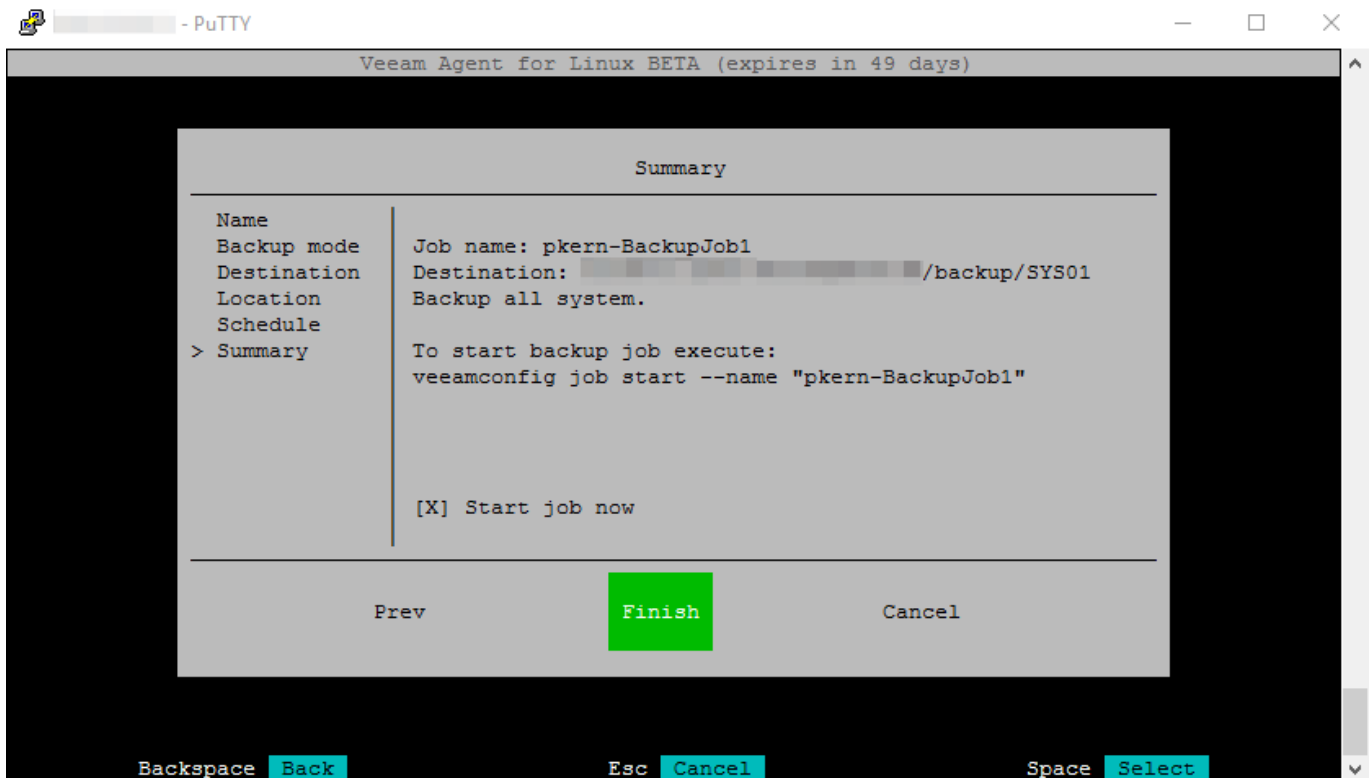 - PuTTY
Veeam Agent for Linux BETA (expires in 49 days)
Summary
Name
Backup mode
Destination
Location
Schedule
> Summary
Job name: pkern-BackupJob1
Destination: /backup/SYS01
Backup all system.
To start backup job execute:
veeamconfig job start --name "pkern-BackupJob1"
[X] Start job now
Prev Finish Cancel
Backspace Back Esc Cancel Space Select